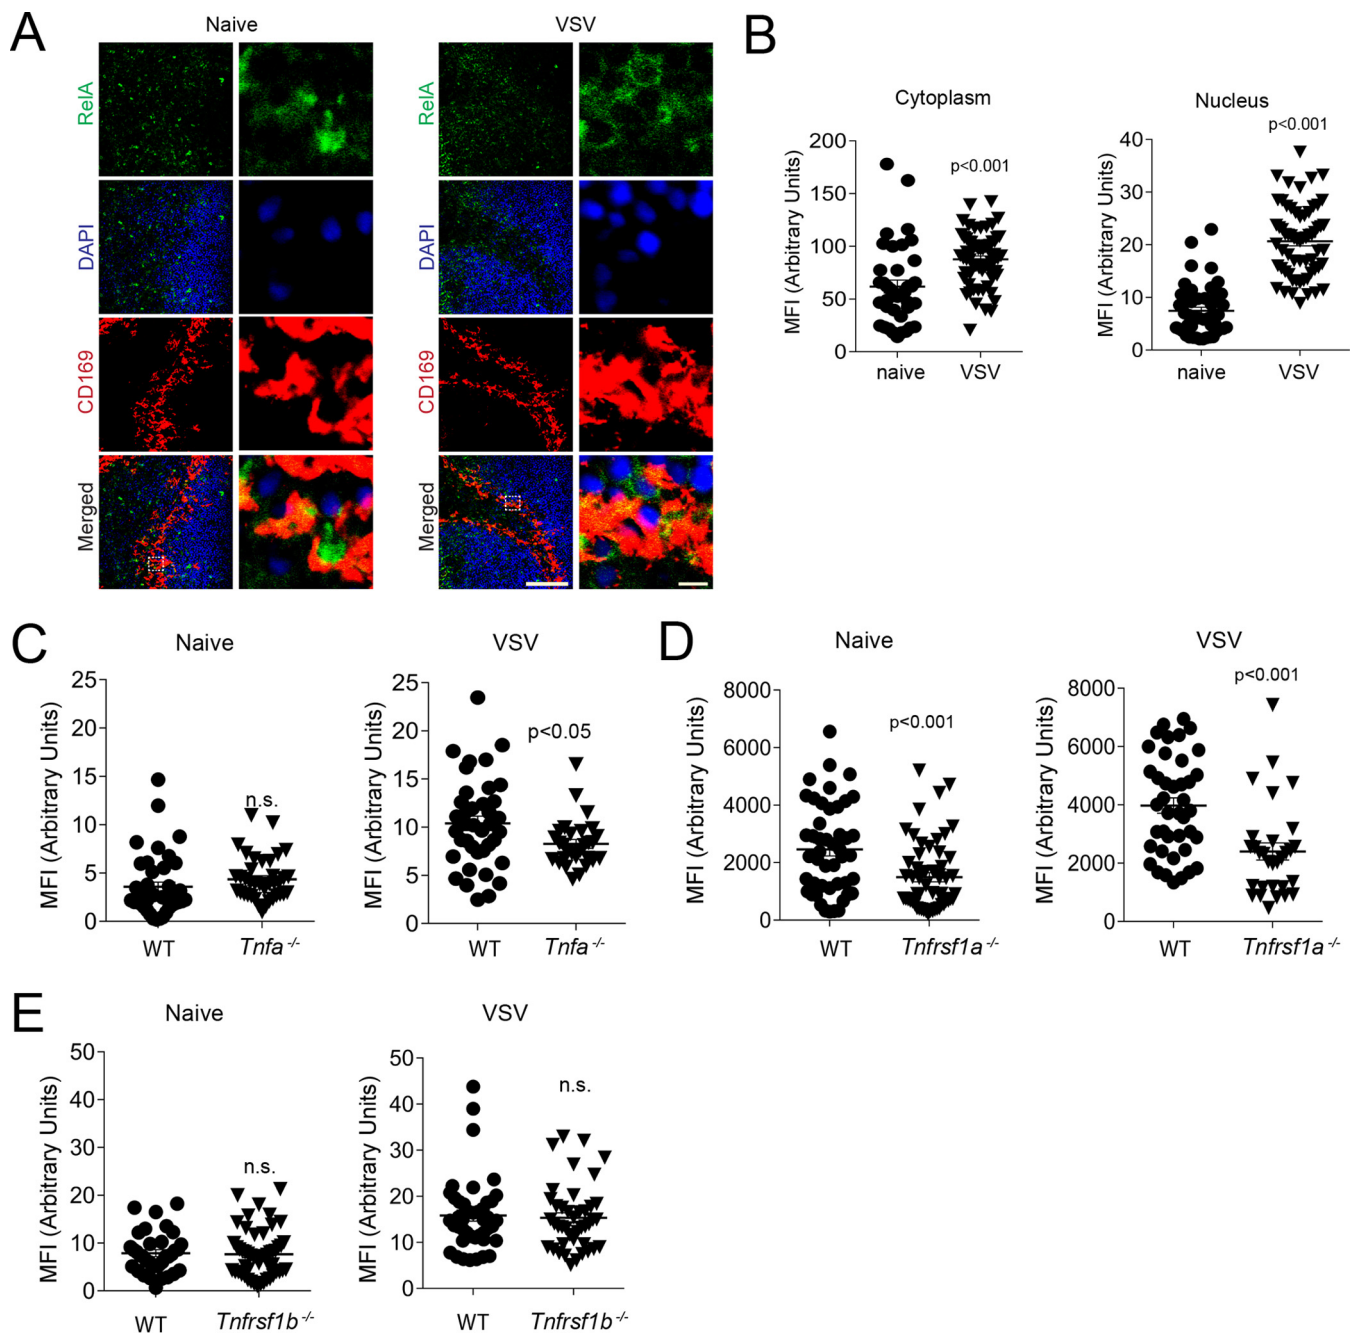 A
Naive
VSV
RelA
RelA
DAPI
DAPI
CD169
CD169
Merged
Merged
B
Cytoplasm
MFI (Arbitrary Units)
200
150
100
50
0
p<0.001
naive
VSV
Nucleus
MFI (Arbitrary Units)
40
30
20
10
0
p<0.001
naive
VSV
C
Naive
MFI (Arbitrary Units)
25
20
15
10
5
0
n.s.
WT
Tnfa -/-
VSV
MFI (Arbitrary Units)
25
20
15
10
5
0
p<0.05
WT
Tnfa -/-
D
Naive
MFI (Arbitrary Units)
8000
6000
4000
2000
0
p<0.001
WT
Tnfrsf1a -/-
VSV
MFI (Arbitrary Units)
8000
6000
4000
2000
0
p<0.001
WT
Tnfrsf1a -/-
E
Naive
MFI (Arbitrary Units)
50
40
30
20
10
0
n.s.
WT
Tnfrsf1b -/-
VSV
MFI (Arbitrary Units)
50
40
30
20
10
0
n.s.
WT
Tnfrsf1b -/-